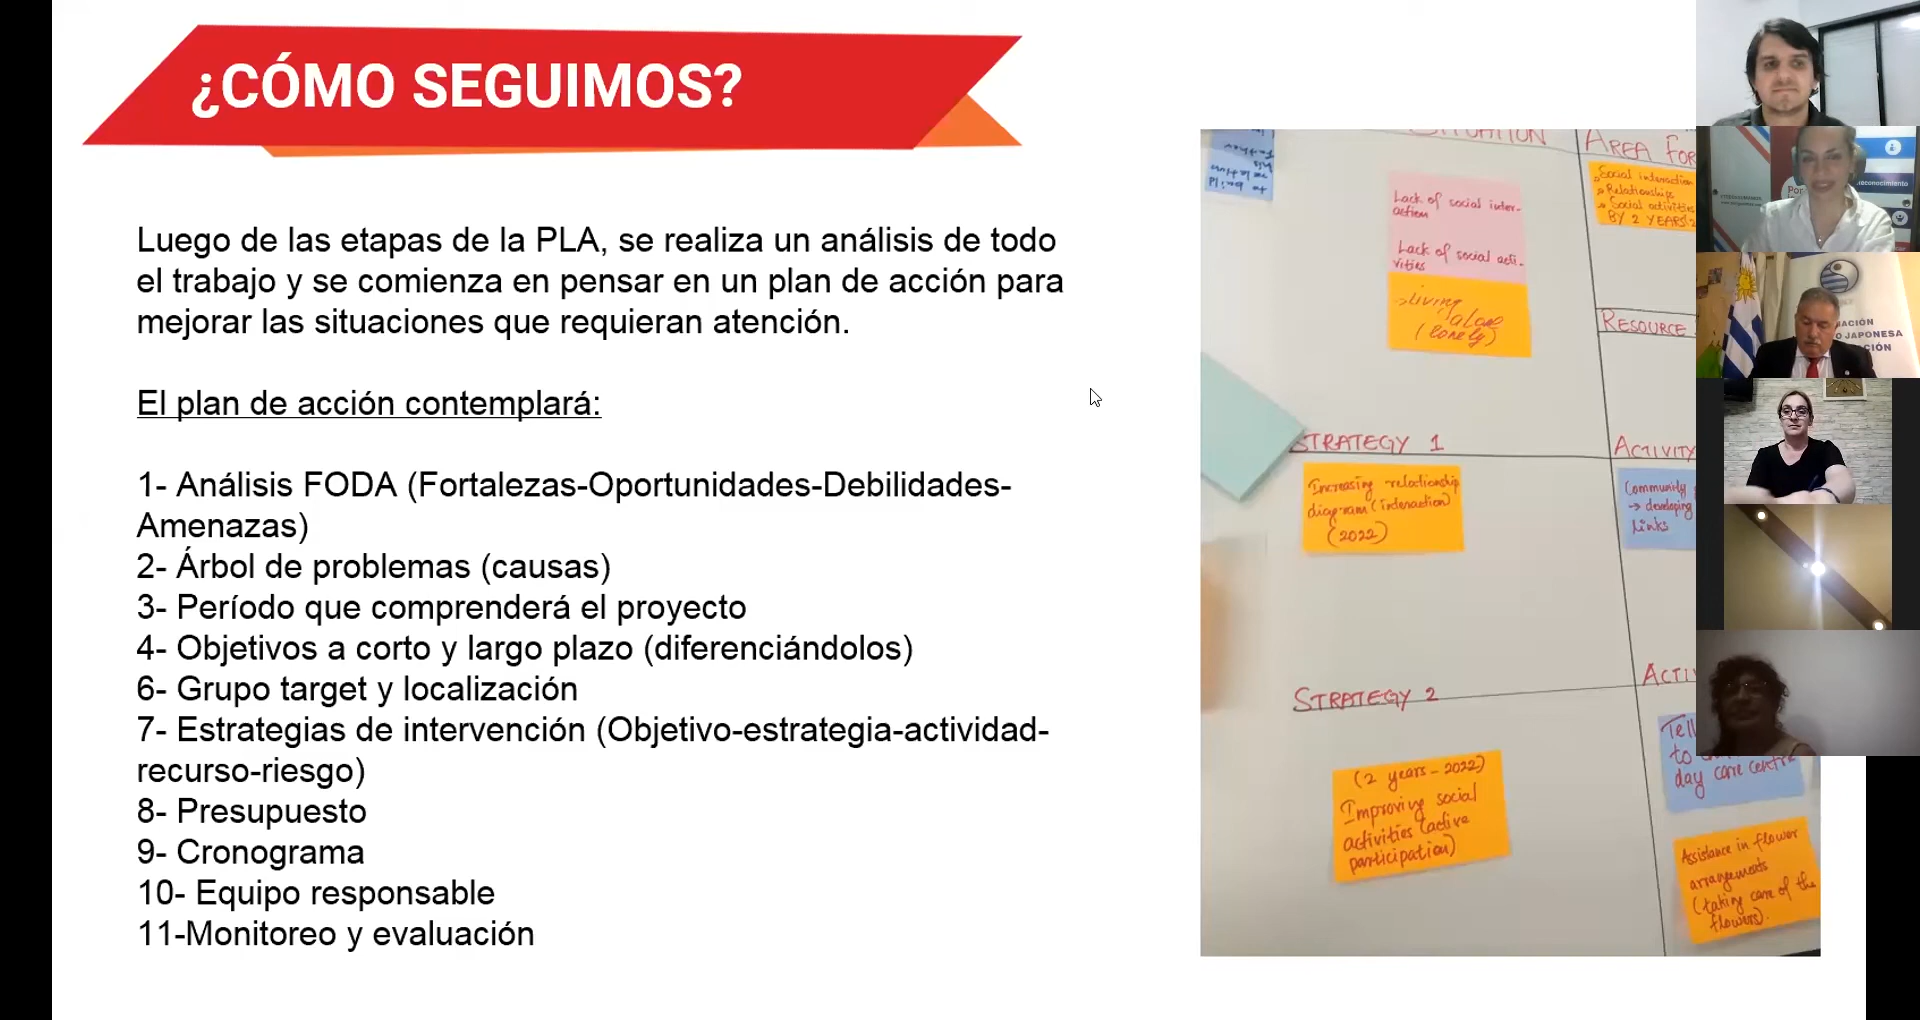 ¿CÓMO SEGUIMOS?
Luego de las etapas de la PLA, se realiza un análisis de todo
el trabajo y se comienza en pensar en un plan de acción para
mejorar las situaciones que requieran atención.
El plan de acción contemplará:
1- Análisis FODA (Fortalezas-Oportunidades-Debilidades-
Amenazas)
2- Árbol de problemas (causas)
3- Período que comprenderá el proyecto
4- Objetivos a corto y largo plazo (diferenciándolos)
6- Grupo target y localización
7- Estrategias de intervención (Objetivo-estrategia-actividad-
recurso-riesgo)
8- Presupuesto
9- Cronograma
10- Equipo responsable
11-Monitoreo y evaluación
SITUATION
AREA FOR
Lack of social inter-
action
Lack of social acti-
vities
→ Living
alone
(lonely)
Social interaction
Relationships
Social activities
BY 2 YEARS
RESOURCE
STRATEGY 1
Increasing relationship
diagram (interaction)
(2022)
ACTIVITY
Community
→ developing
links
STRATEGY 2
(2 years - 2022)
Improving social
activities (active
participation)
ACTI
Tell
to
day care centre
Assistance in flower
arrangements
(taking care of the
flowers).
reconocimiento
JAPONESA